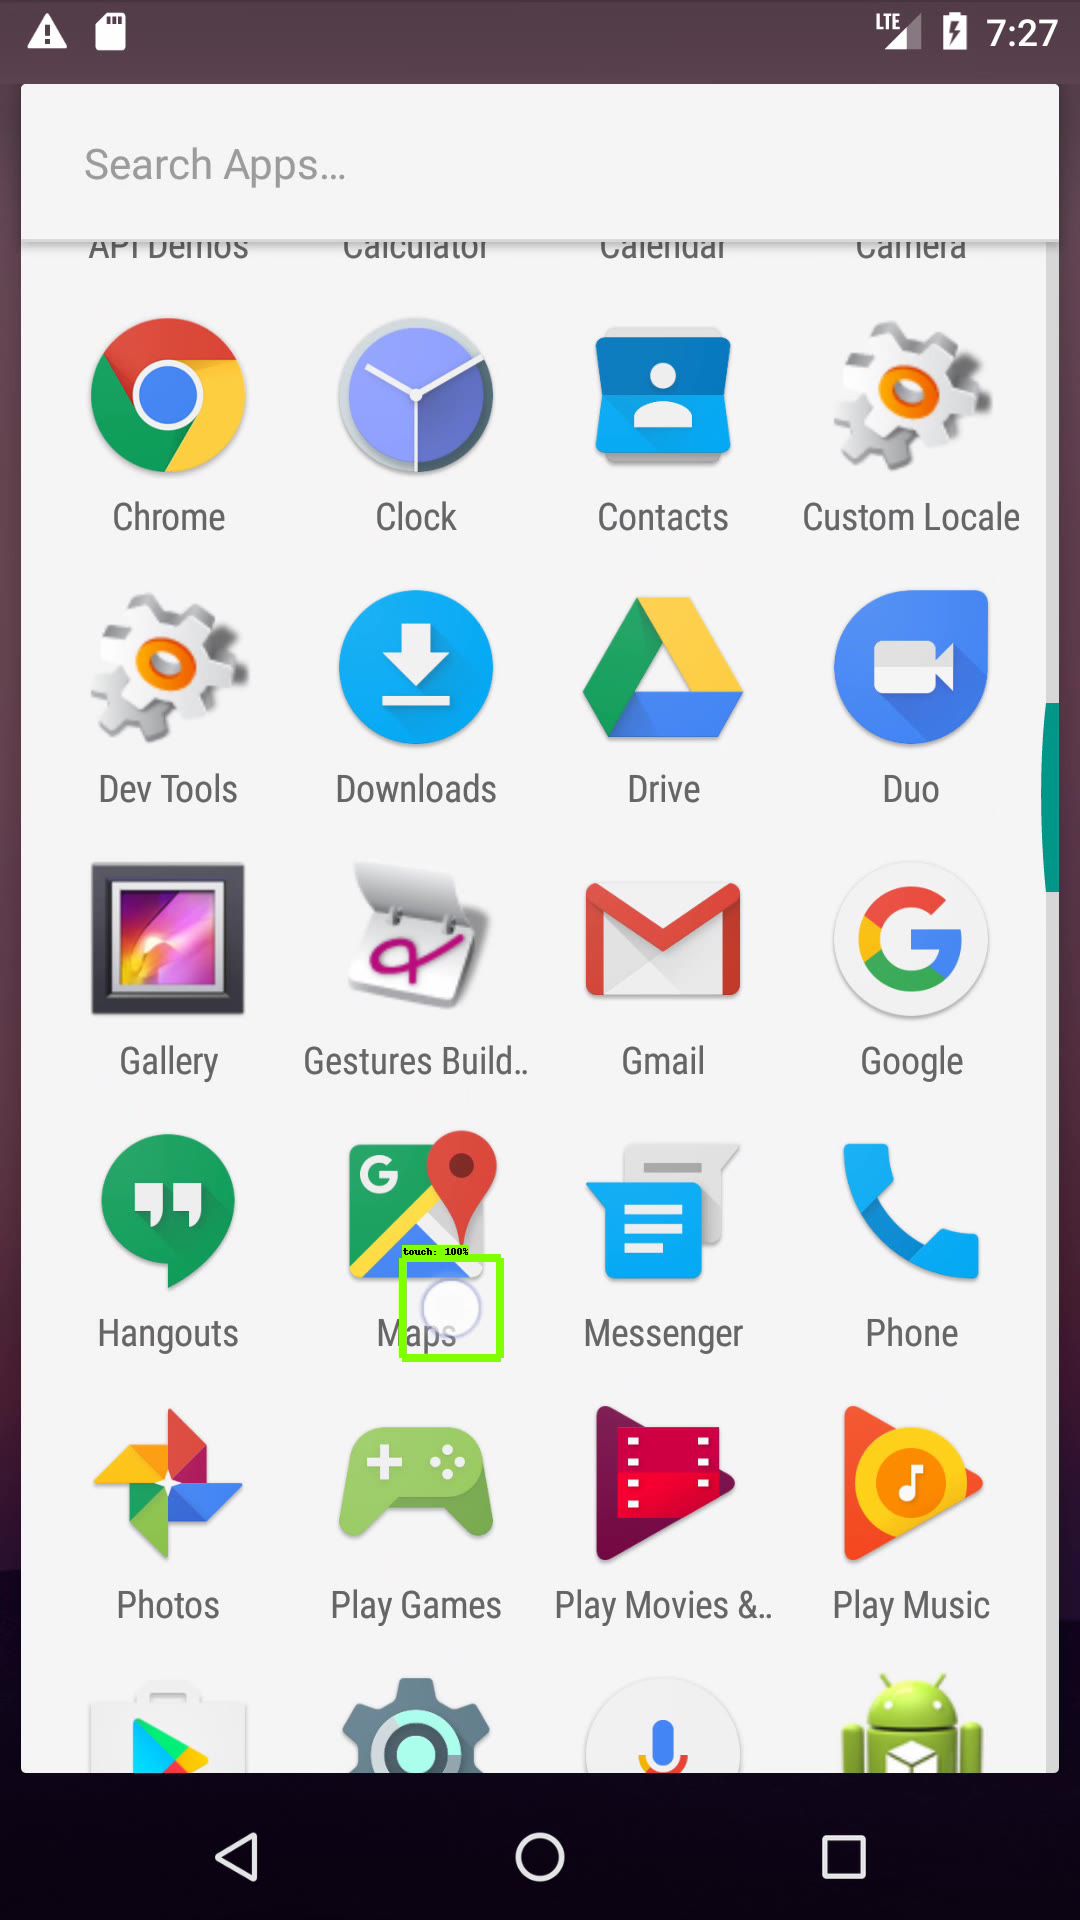 LTE 7:27
Search Apps...
API Demos Calculator Calendar Camera
Chrome Clock Contacts Custom Locale
Dev Tools Downloads Drive Duo
Gallery Gestures Build.. Gmail Google
touch: 100%
Hangouts Maps Messenger Phone
Photos Play Games Play Movies &.. Play Music